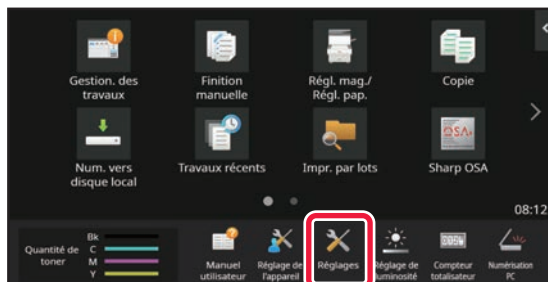 Gestion. des
travaux
Finition
manuelle
Régl. mag./
Régl. pap.
Copie
Num. vers
disque local
Travaux récents
Impr. par lots
OSA
Sharp OSA
08:12
Quantité de
toner
Bk
C
M
Y
Manuel
utilisateur
Réglage de
l'appareil
Réglages
Réglage de
luminosité
Compteur
totalisateur
Numérisation
PC